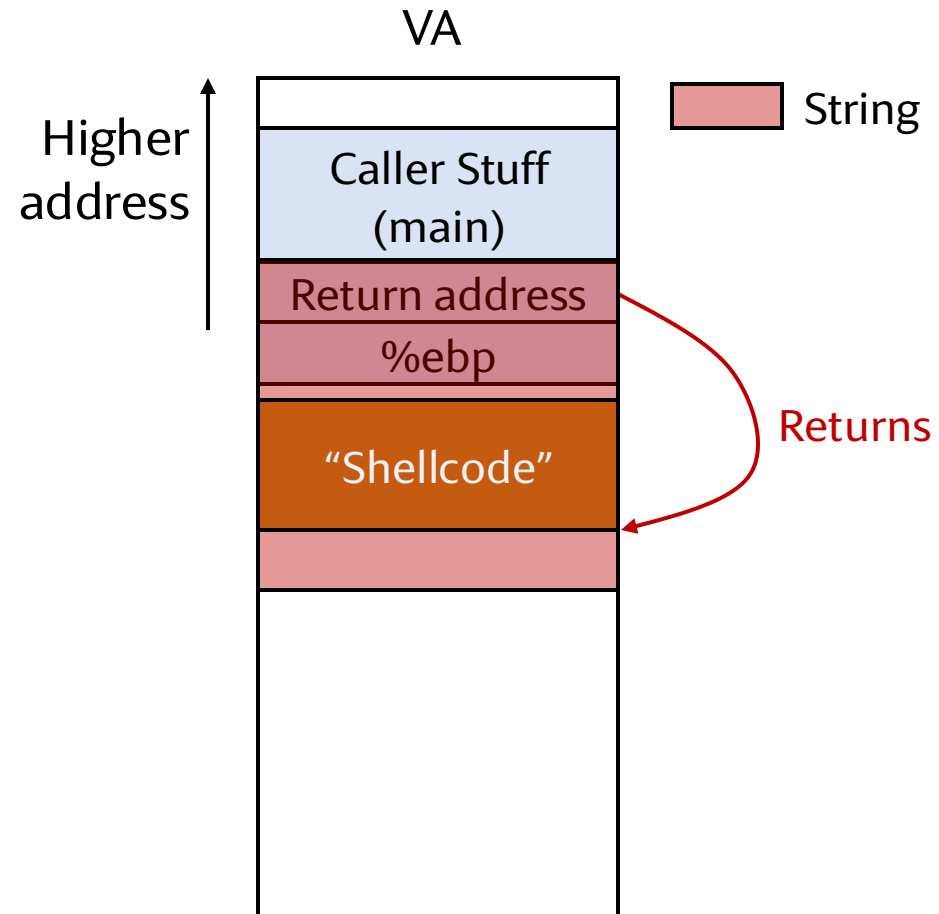 VA
Higher
address
String
Caller Stuff
(main)
Return address
%ebp
Returns
“Shellcode”